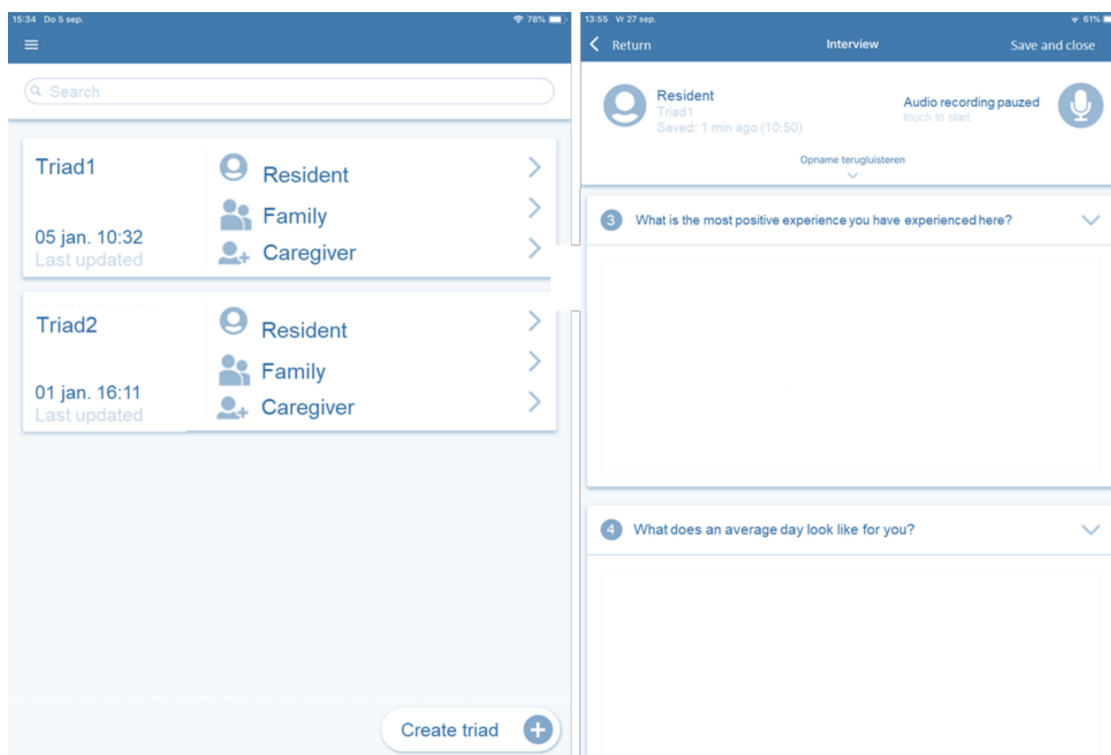 15:34 Do 5 sep.
78%
Search
Triad1
Resident
Family
05 jan. 10:32
Caregiver
Last updated
Triad2
Resident
Family
01 jan. 16:11
Caregiver
Last updated
Create triad
13:55 Vr 27 sep.
61%
Return
Interview
Save and close
Resident
Audio recording pauzed
Triad1
touch to start
Saved: 1 min ago (10:50)
Opname terugluisteren
3 What is the most positive experience you have experienced here?
4 What does an average day look like for you?